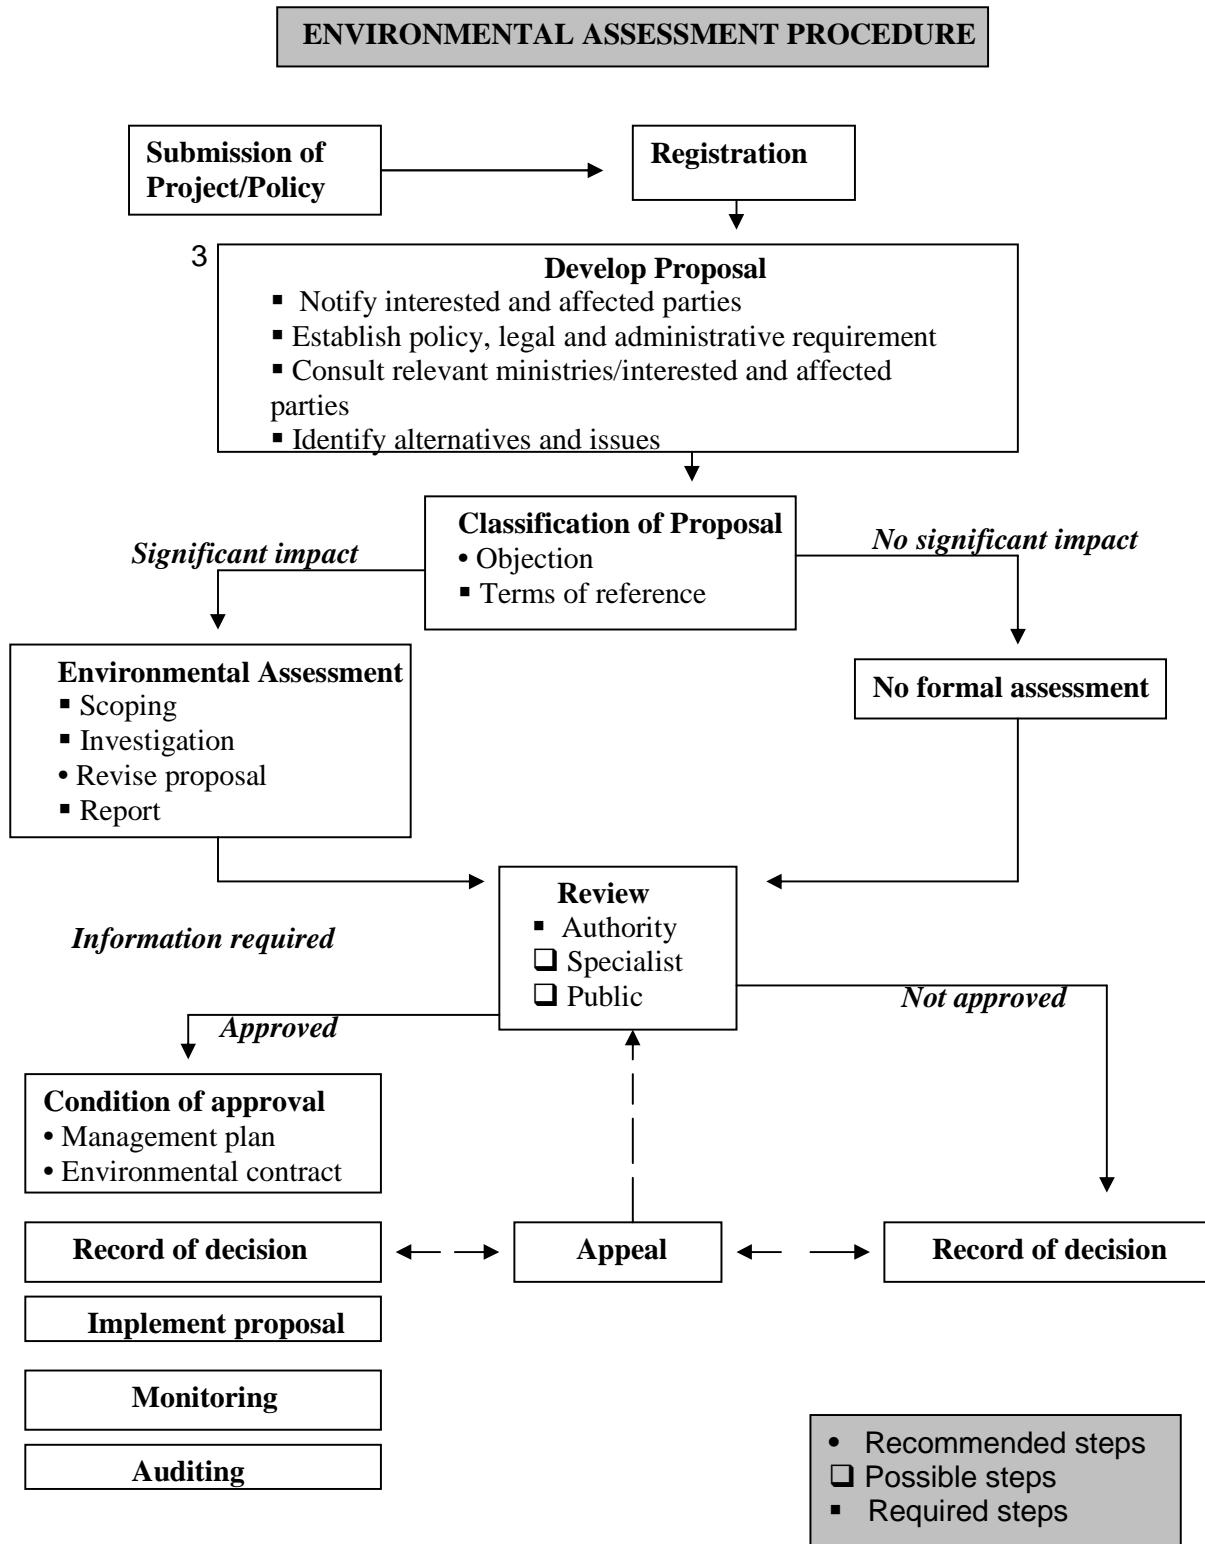 ENVIRONMENTAL ASSESSMENT PROCEDURE
Submission of
Project/Policy
Registration
3
Develop Proposal
▪ Notify interested and affected parties
▪ Establish policy, legal and administrative requirement
▪ Consult relevant ministries/interested and affected
parties
▪ Identify alternatives and issues
Classification of Proposal
• Objection
▪ Terms of reference
Significant impact
No significant impact
Environmental Assessment
▪ Scoping
▪ Investigation
• Revise proposal
▪ Report
No formal assessment
Review
▪ Authority
❑ Specialist
❑ Public
Information required
Not approved
Approved
Condition of approval
• Management plan
• Environmental contract
Record of decision
Appeal
Record of decision
Implement proposal
Monitoring
Auditing
• Recommended steps
❑ Possible steps
▪ Required steps